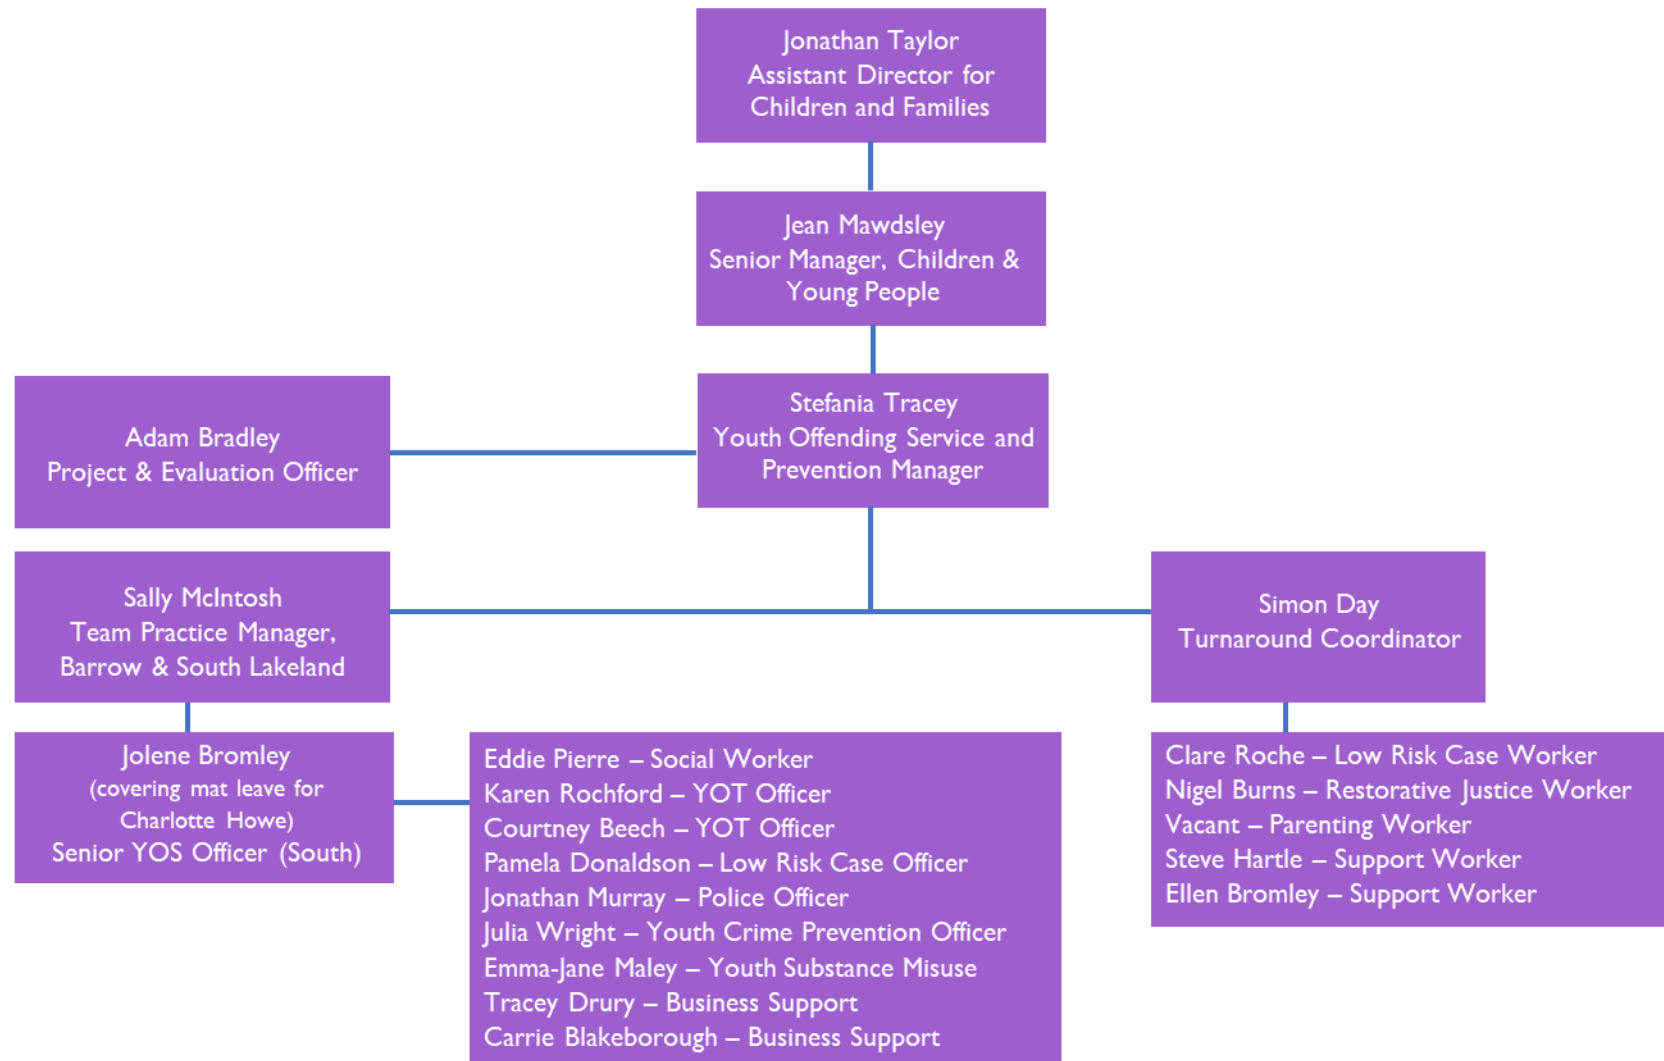 Jonathan Taylor
Assistant Director for
Children and Families
Jean Mawdsley
Senior Manager, Children &
Young People
Adam Bradley
Project & Evaluation Officer
Stefania Tracey
Youth Offending Service and
Prevention Manager
Sally McIntosh
Team Practice Manager,
Barrow & South Lakeland
Simon Day
Turnaround Coordinator
Jolene Bromley
(covering mat leave for
Charlotte Howe)
Senior YOS Officer (South)
Eddie Pierre – Social Worker
Karen Rochford – YOT Officer
Courtney Beech – YOT Officer
Pamela Donaldson – Low Risk Case Officer
Jonathan Murray – Police Officer
Julia Wright – Youth Crime Prevention Officer
Emma-Jane Maley – Youth Substance Misuse
Tracey Drury – Business Support
Carrie Blakeborough – Business Support
Clare Roche – Low Risk Case Worker
Nigel Burns – Restorative Justice Worker
Vacant – Parenting Worker
Steve Hartle – Support Worker
Ellen Bromley – Support Worker